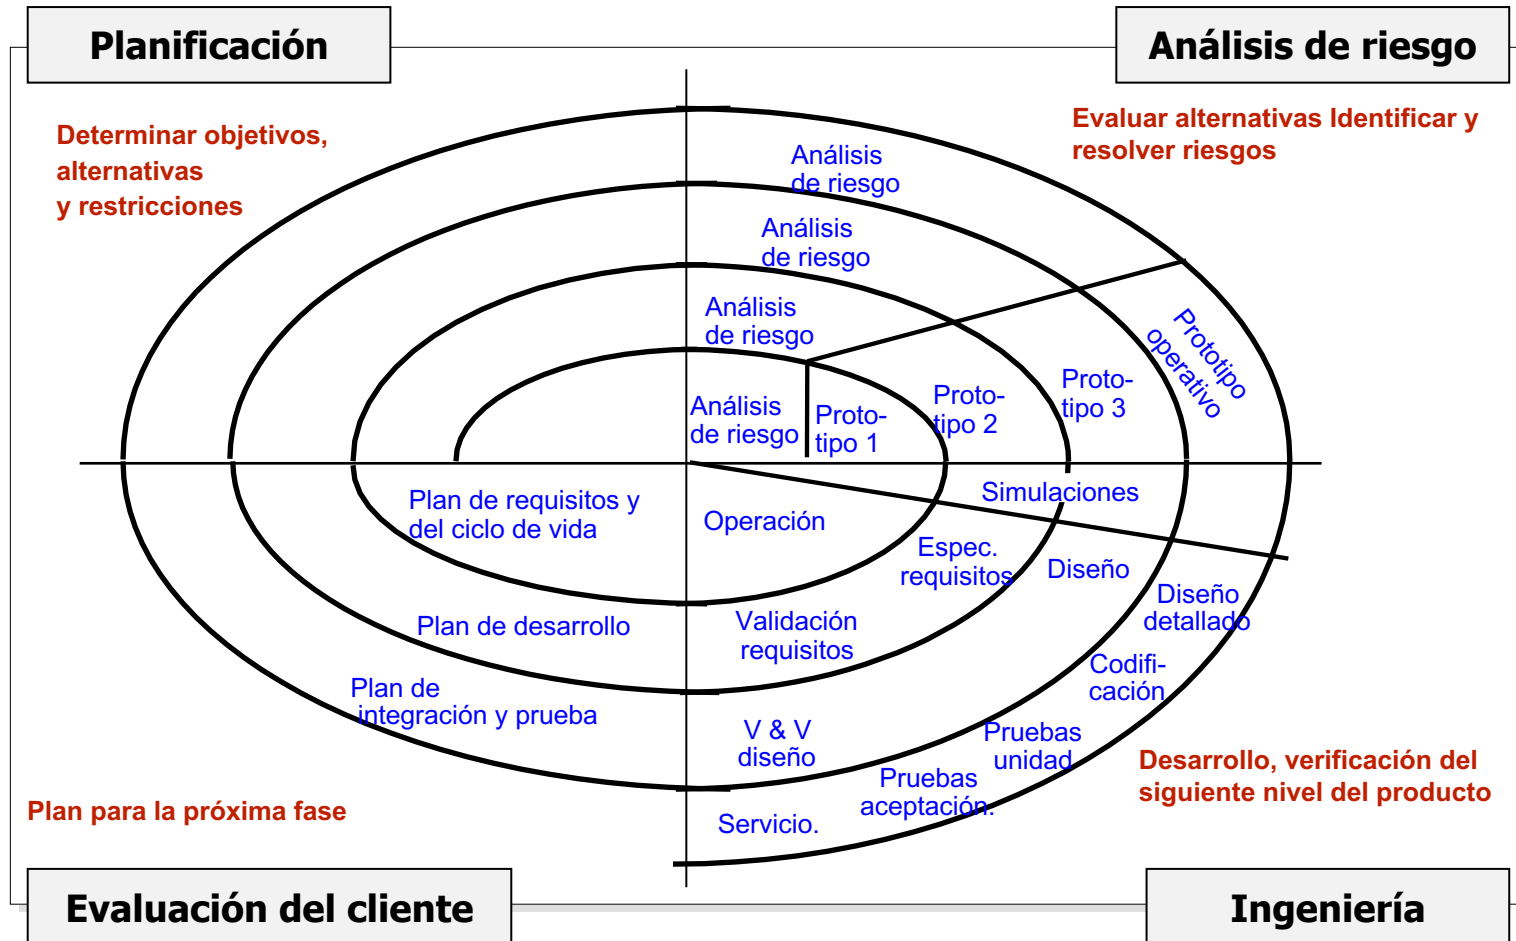 Planificación
Análisis de riesgo
Determinar objetivos,
alternativas
y restricciones
Evaluar alternativas Identificar y
resolver riesgos
Análisis
de riesgo
Análisis
de riesgo
Análisis
de riesgo
Análisis
de riesgo
Proto-
tipo 1
Proto-
tipo 2
Proto-
tipo 3
Prototipo
operativo
Plan de requisitos y
del ciclo de vida
Operación
Simulaciones
Espec.
requisitos
Diseño
Diseño
detallado
Plan de desarrollo
Validación
requisitos
Codifi-
cación
Plan de
integración y prueba
V & V
diseño
Pruebas
unidad
Pruebas
aceptación.
Servicio.
Desarrollo, verificación del
siguiente nivel del producto
Plan para la próxima fase
Evaluación del cliente
Ingeniería